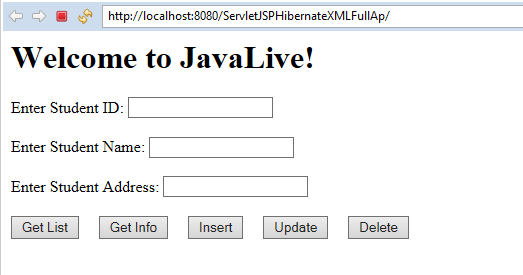 http://localhost:8080/ServletJSPHibernateXMLFullAp/
Welcome to JavaLive!
Enter Student ID:
Enter Student Name:
Enter Student Address:
Get List Get Info Insert Update Delete